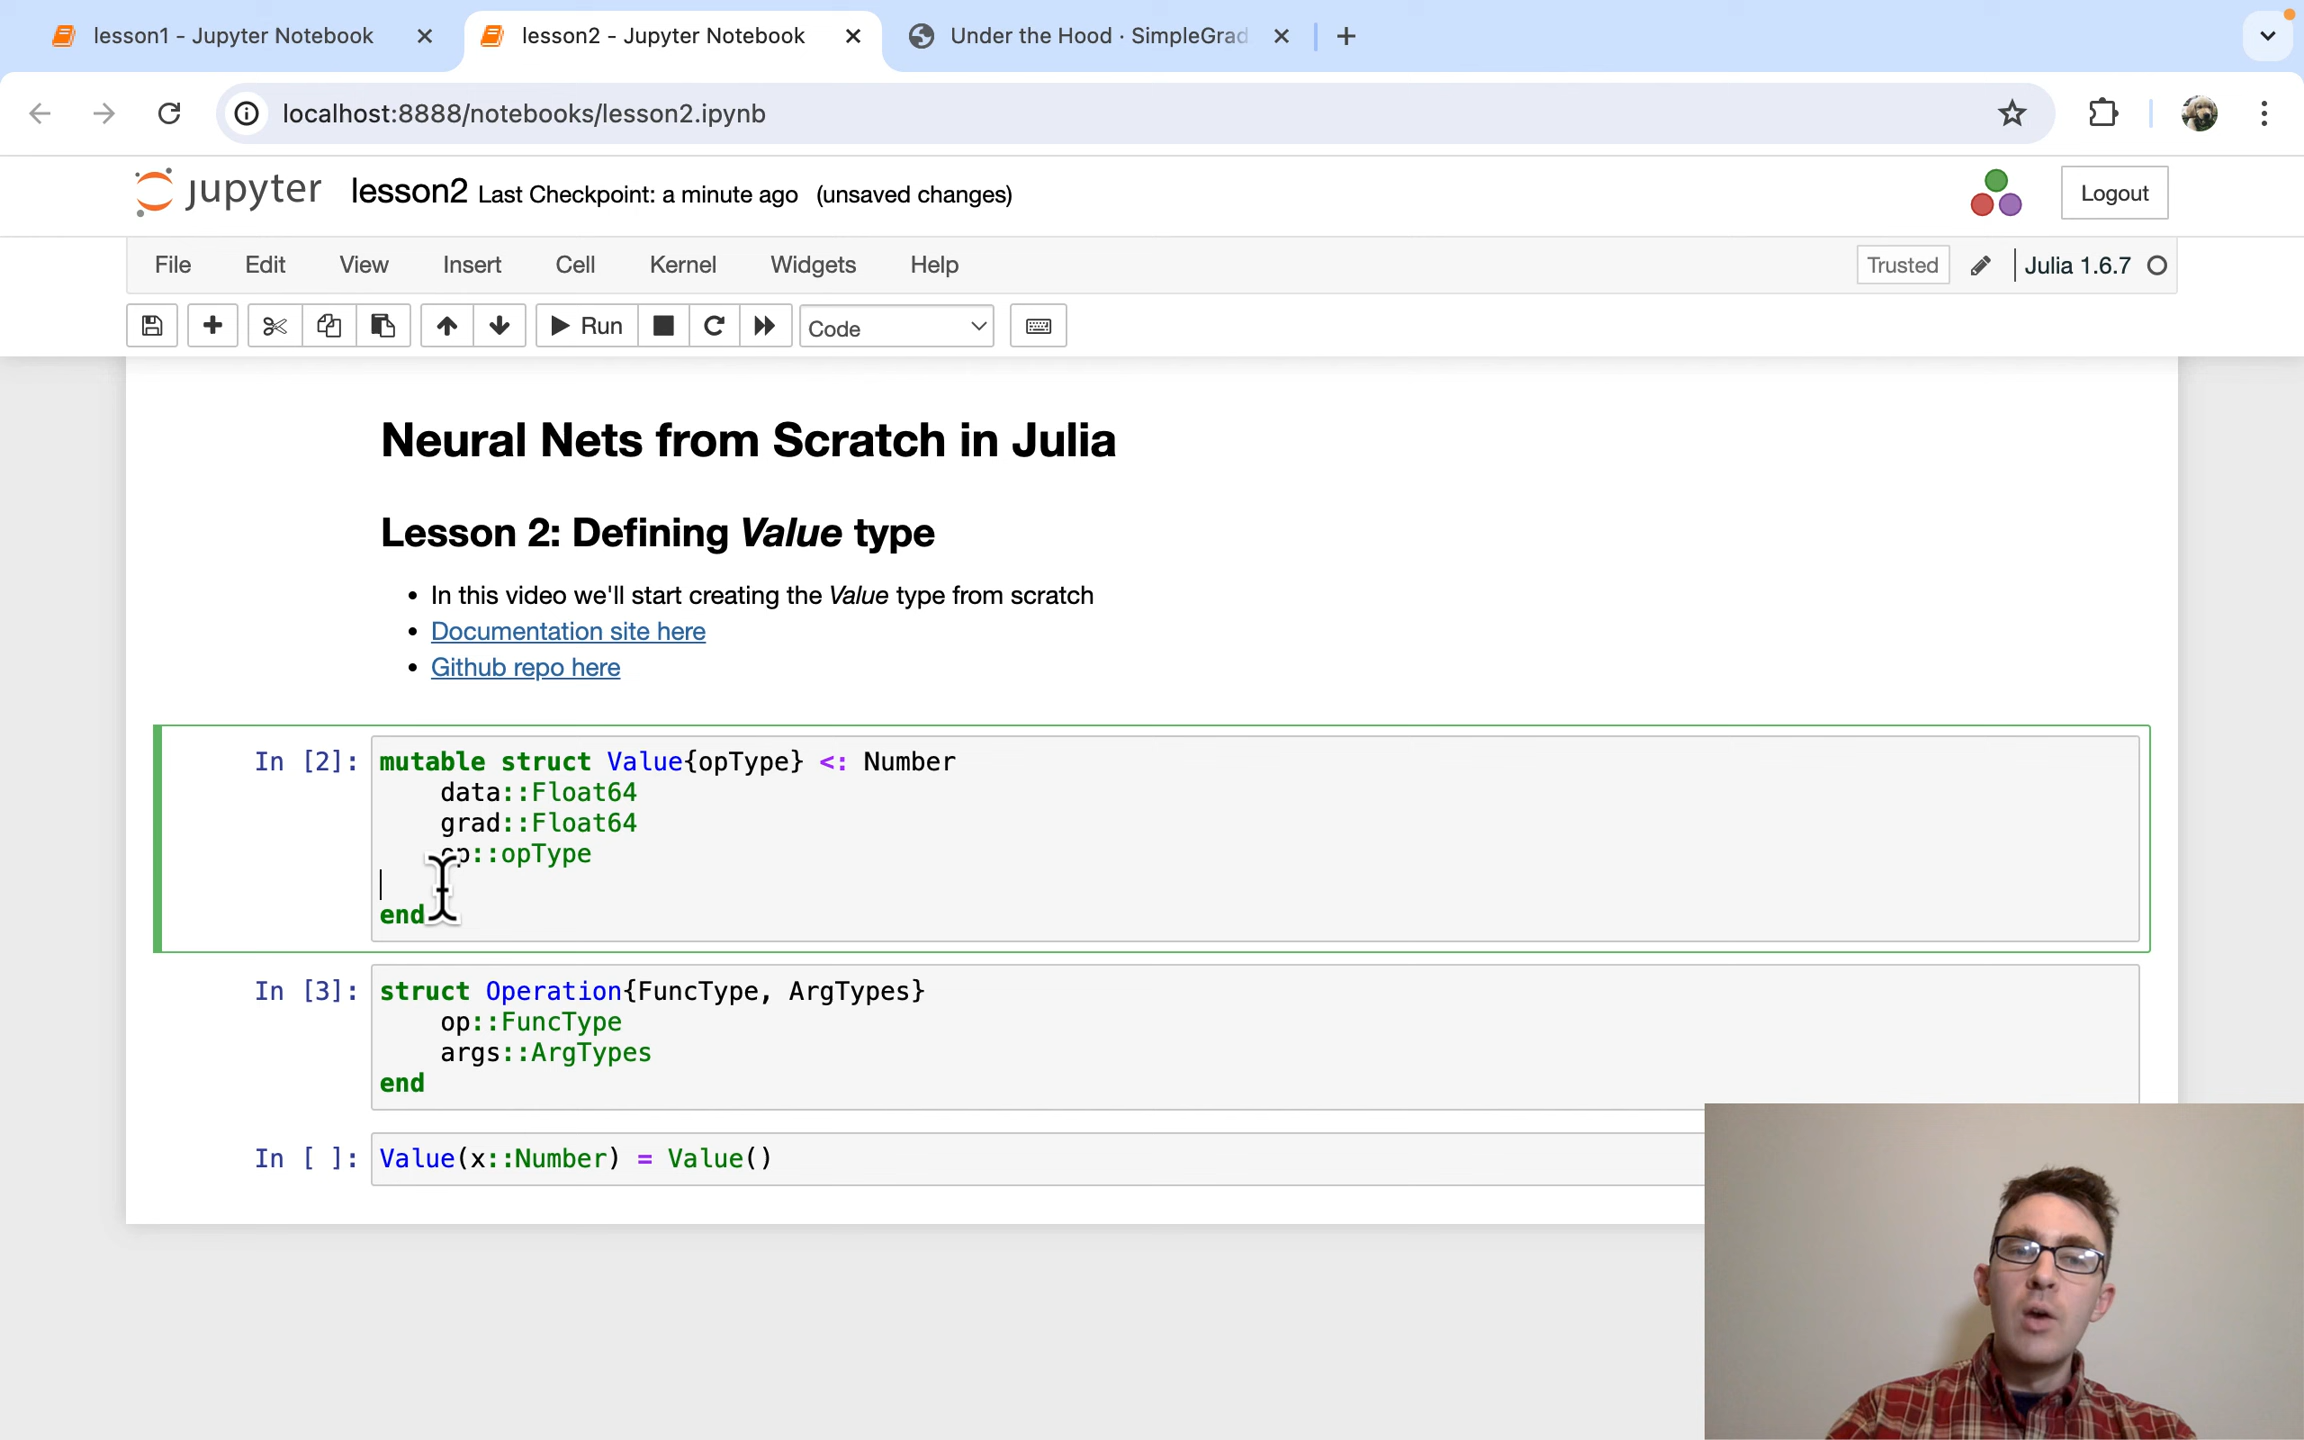 lesson1 - Jupyter Notebook
lesson2 - Jupyter Notebook
Under the Hood · SimpleGrad
localhost:8888/notebooks/lesson2.ipynb
jupyter lesson2 Last Checkpoint: a minute ago (unsaved changes)
Logout
File Edit View Insert Cell Kernel Widgets Help
Trusted
Julia 1.6.7
Run
Code
Neural Nets from Scratch in Julia
Lesson 2: Defining Value type
• In this video we'll start creating the Value type from scratch
• Documentation site here
• Github repo here
In [2]: mutable struct Value{opType} <: Number
data::Float64
grad::Float64
op::opType
end
In [3]: struct Operation{FuncType, ArgTypes}
op::FuncType
args::ArgTypes
end
In [ ]: Value(x::Number) = Value()